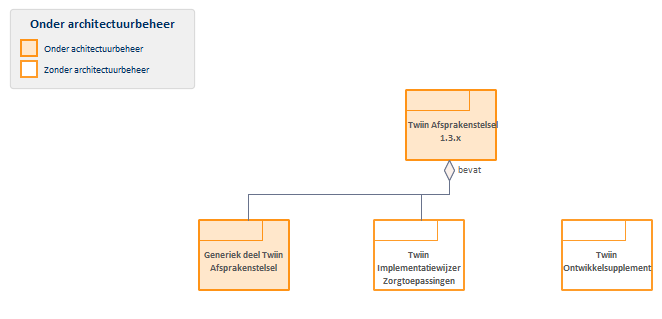 Onder architectuurbeheer
Onder achitectuurbeheer
Zonder architectuurbeheer
Twiin Afsprakenstelsel
1.3.x
bevat
Generiek deel Twiin
Afsprakenstelsel
Twiin
Implementatiewijzer
Zorgtoepassingen
Twiin
Ontwikkelsupplement